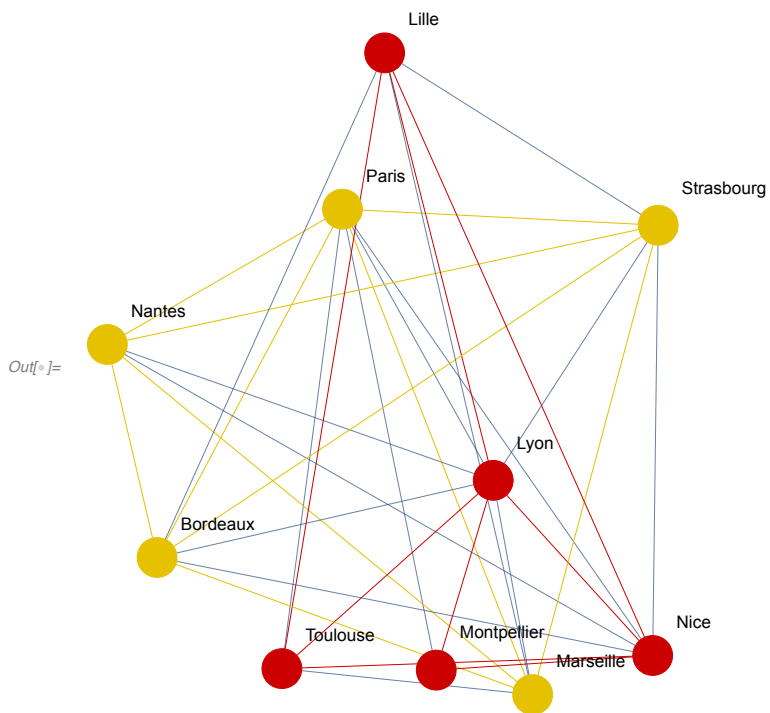 Lille
Paris
Strasbourg
Nantes
Out[•]=
Lyon
Bordeaux
Nice
Toulouse
Montpellier
Marseille